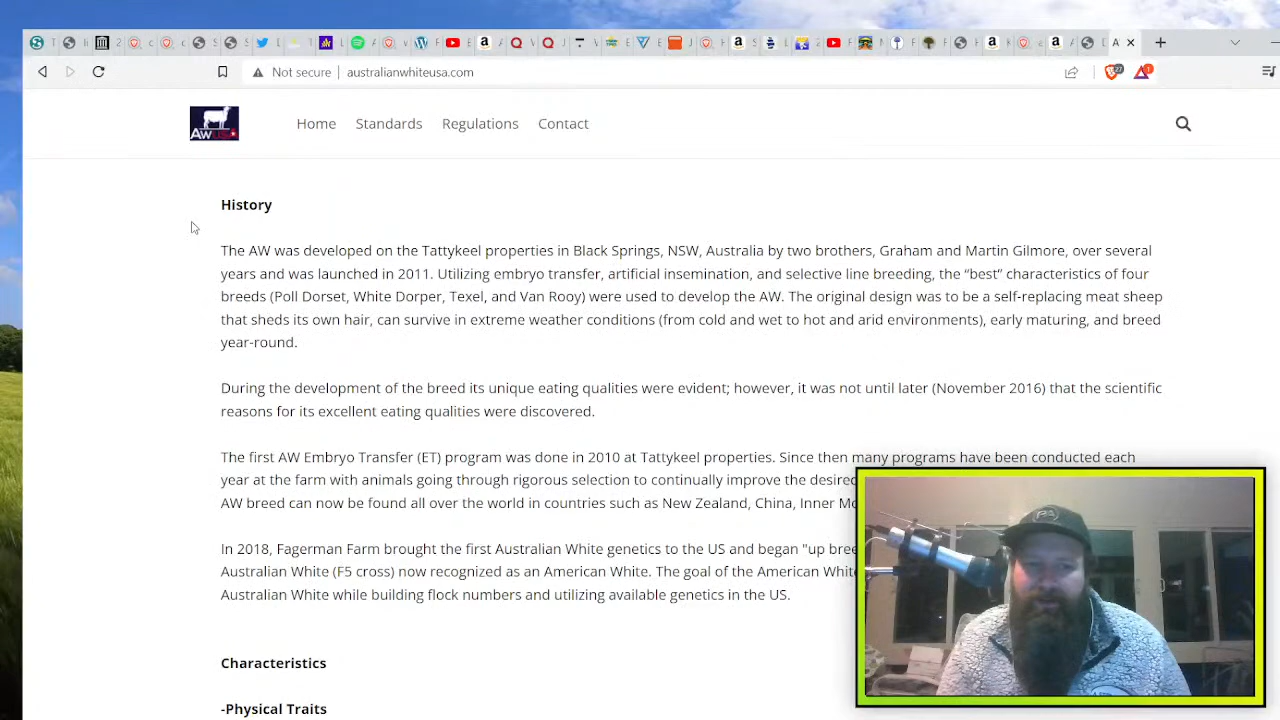 Not secure | australianwhiteusa.com
AWUSA
Home Standards Regulations Contact
History
The AW was developed on the Tattykeel properties in Black Springs, NSW, Australia by two brothers, Graham and Martin Gilmore, over several
years and was launched in 2011. Utilizing embryo transfer, artificial insemination, and selective line breeding, the “best” characteristics of four
breeds (Poll Dorset, White Dorper, Texel, and Van Rooy) were used to develop the AW. The original design was to be a self-replacing meat sheep
that sheds its own hair, can survive in extreme weather conditions (from cold and wet to hot and arid environments), early maturing, and breed
year-round.
During the development of the breed its unique eating qualities were evident; however, it was not until later (November 2016) that the scientific
reasons for its excellent eating qualities were discovered.
The first AW Embryo Transfer (ET) program was done in 2010 at Tattykeel properties. Since then many programs have been conducted each
year at the farm with animals going through rigorous selection to continually improve the desired
AW breed can now be found all over the world in countries such as New Zealand, China, Inner
In 2018, Fagerman Farm brought the first Australian White genetics to the US and began "up
Australian White (F5 cross) now recognized as an American White. The goal of the American
Australian White while building flock numbers and utilizing available genetics in the US.
Characteristics
-Physical Traits